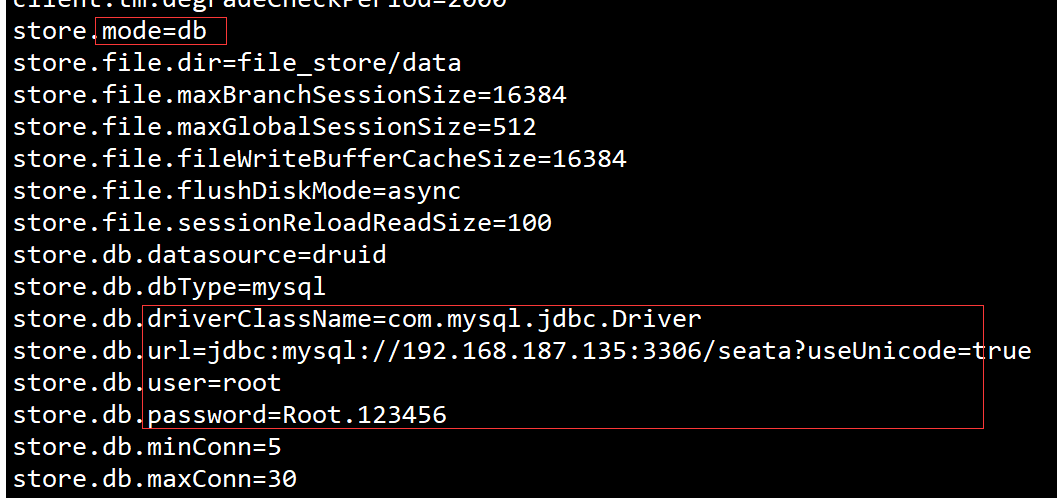 client.tm.degradeCheckPeriod=2000
store.mode=db
store.file.dir=file_store/data
store.file.maxBranchSessionSize=16384
store.file.maxGlobalSessionSize=512
store.file.fileWriteBufferCacheSize=16384
store.file.flushDiskMode=async
store.file.sessionReloadReadSize=100
store.db.datasource=druid
store.db.dbType=mysql
store.db.driverClassName=com.mysql.jdbc.Driver
store.db.url=jdbc:mysql://192.168.187.135:3306/seata?useUnicode=true
store.db.user=root
store.db.password=Root.123456
store.db.minConn=5
store.db.maxConn=30